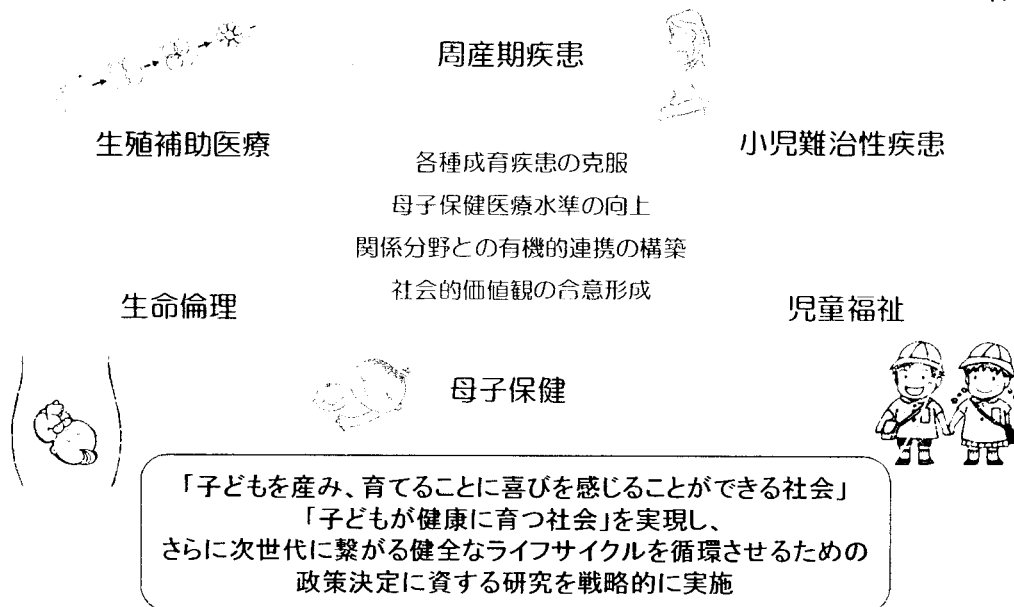 周産期疾患
生殖補助医療
小児難治性疾患
各種成育疾患の克服
母子保健医療水準の向上
関係分野との有機的連携の構築
社会的価値観の合意形成
生命倫理
児童福祉
母子保健
「子どもを産み、育てることに喜びを感じることができる社会」
「子どもが健康に育つ社会」を実現し、
さらに次世代に繋がる健全なライフサイクルを循環させるための
政策決定に資する研究を戦略的に実施